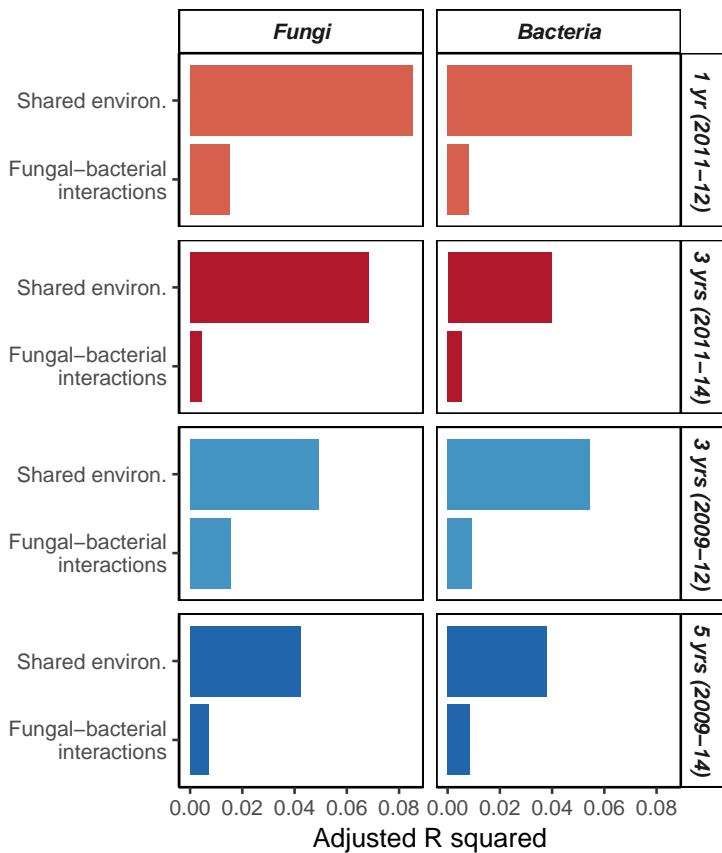 Fungi
Bacteria
Shared environ.
Fungal−bacterial
interactions
1 yr (2011−12)
Shared environ.
Fungal−bacterial
interactions
3 yrs (2011−14)
Shared environ.
Fungal−bacterial
interactions
3 yrs (2009−12)
Shared environ.
Fungal−bacterial
interactions
5 yrs (2009−14)
0.00 0.02 0.04 0.06 0.08
0.00 0.02 0.04 0.06 0.08
Adjusted R squared